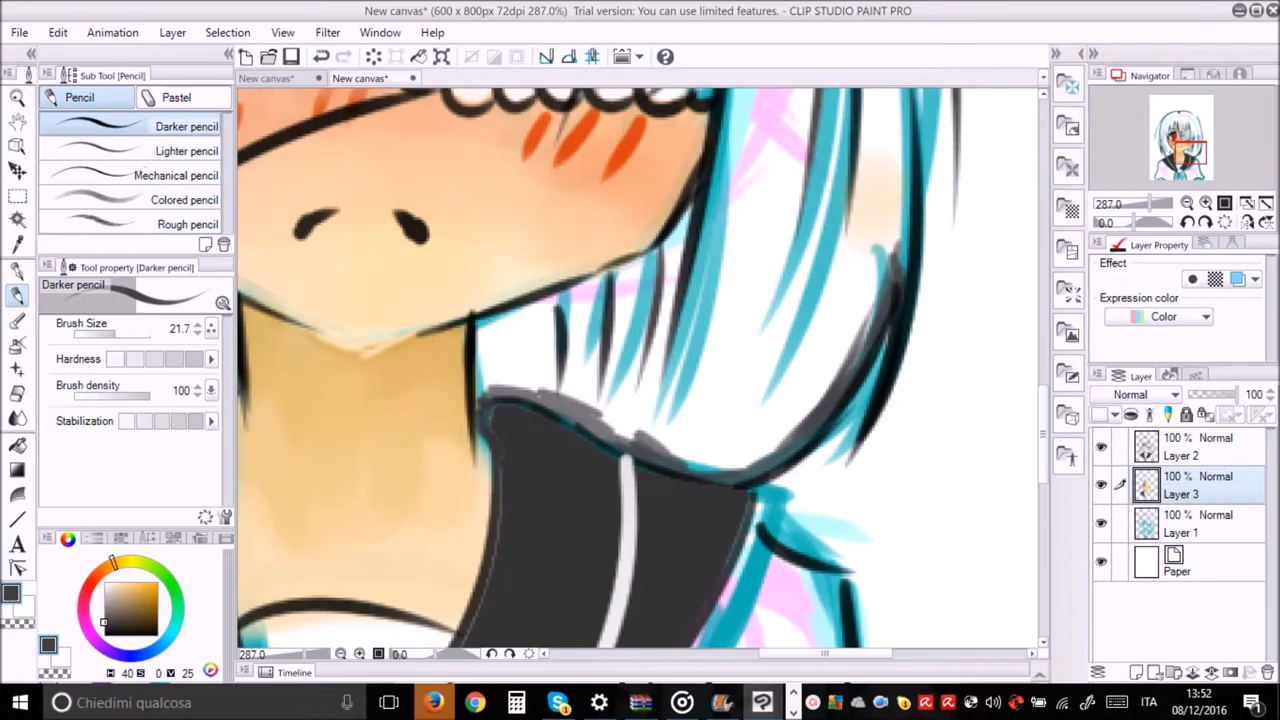 New canvas* (600 x 800px 72dpi 287.0%)  Trial version: You can use limited features. - CLIP STUDIO PAINT PRO
File Edit Animation Layer Selection View Filter Window Help
Sub Tool [Pencil]
Pencil
Pastel
Darker pencil
Lighter pencil
Mechanical pencil
Colored pencil
Rough pencil
Tool property [Darker pencil]
Darker pencil
Brush Size 21.7
Hardness
Brush density 100
Stabilization
H 40 S 0 V 25
New canvas*
New canvas*
287.0
0.0
Timeline
Navigator
287.0
0.0
Layer Property
Effect
Expression color
Color
Layer
Normal 100
100 % Normal
Layer 2
100 % Normal
Layer 3
100 % Normal
Layer 1
Paper
Chiedimi qualcosa
ITA
13:52
08/12/2016